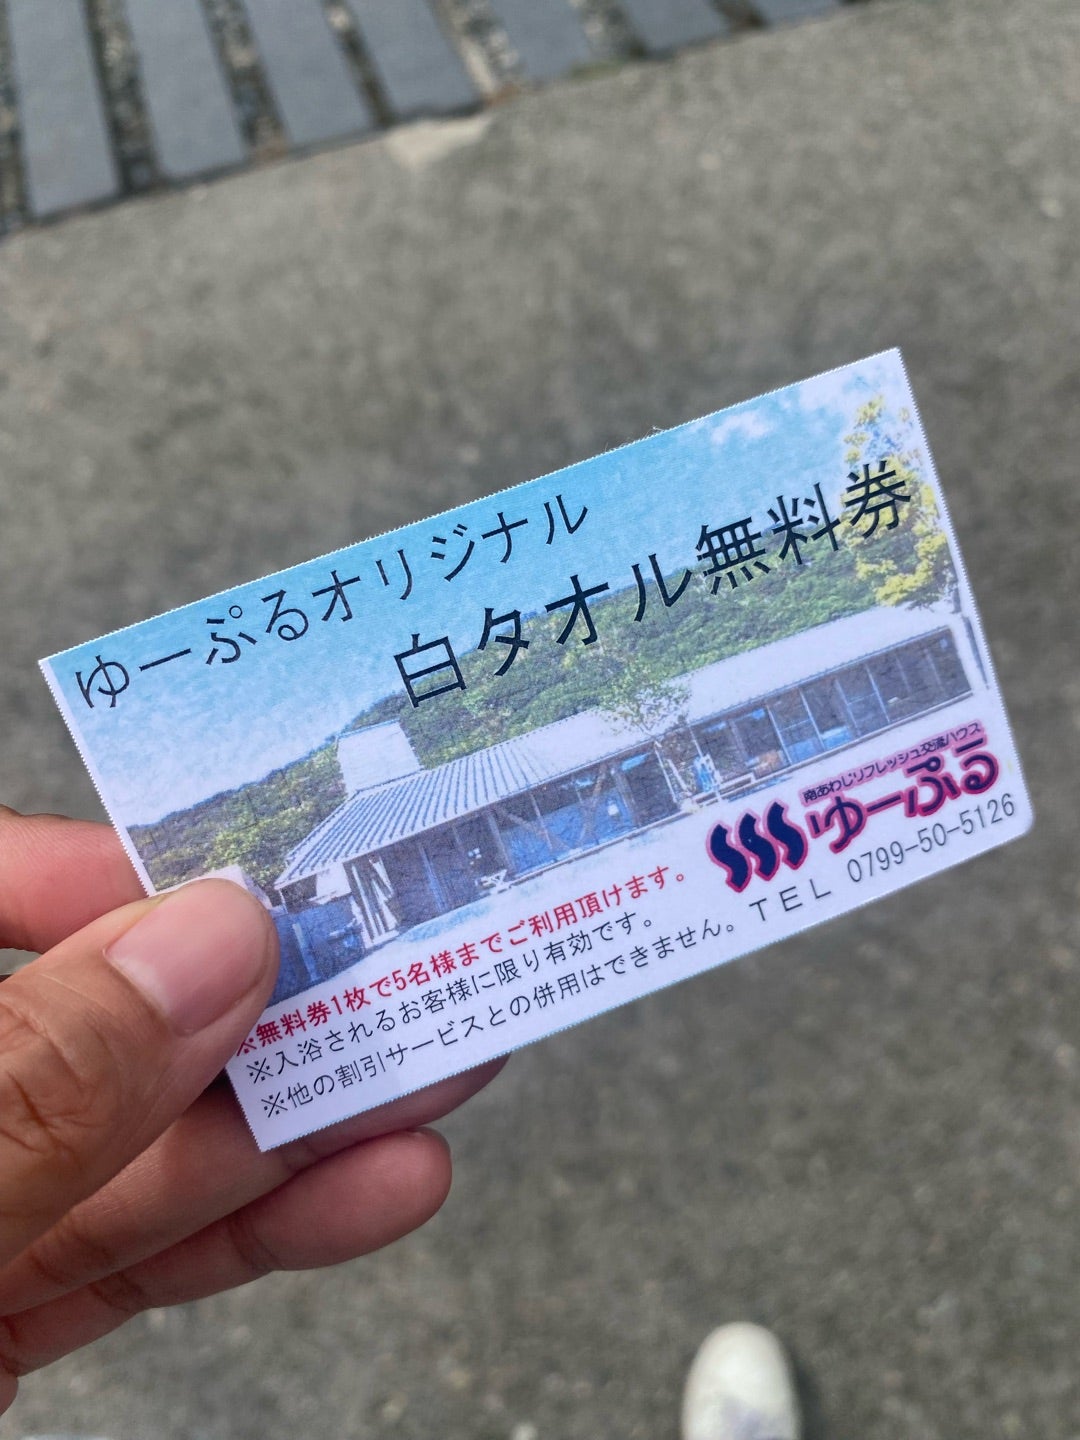 ゆーぷるオリジナル
白タオル無料券
南あわじリフレッシュ交流ハウス
ゆーぷる
TEL 0799-50-5126
※無料券1枚で5名様までご利用頂けます。
※入浴されるお客様に限り有効です。
※他の割引サービスとの併用はできません。